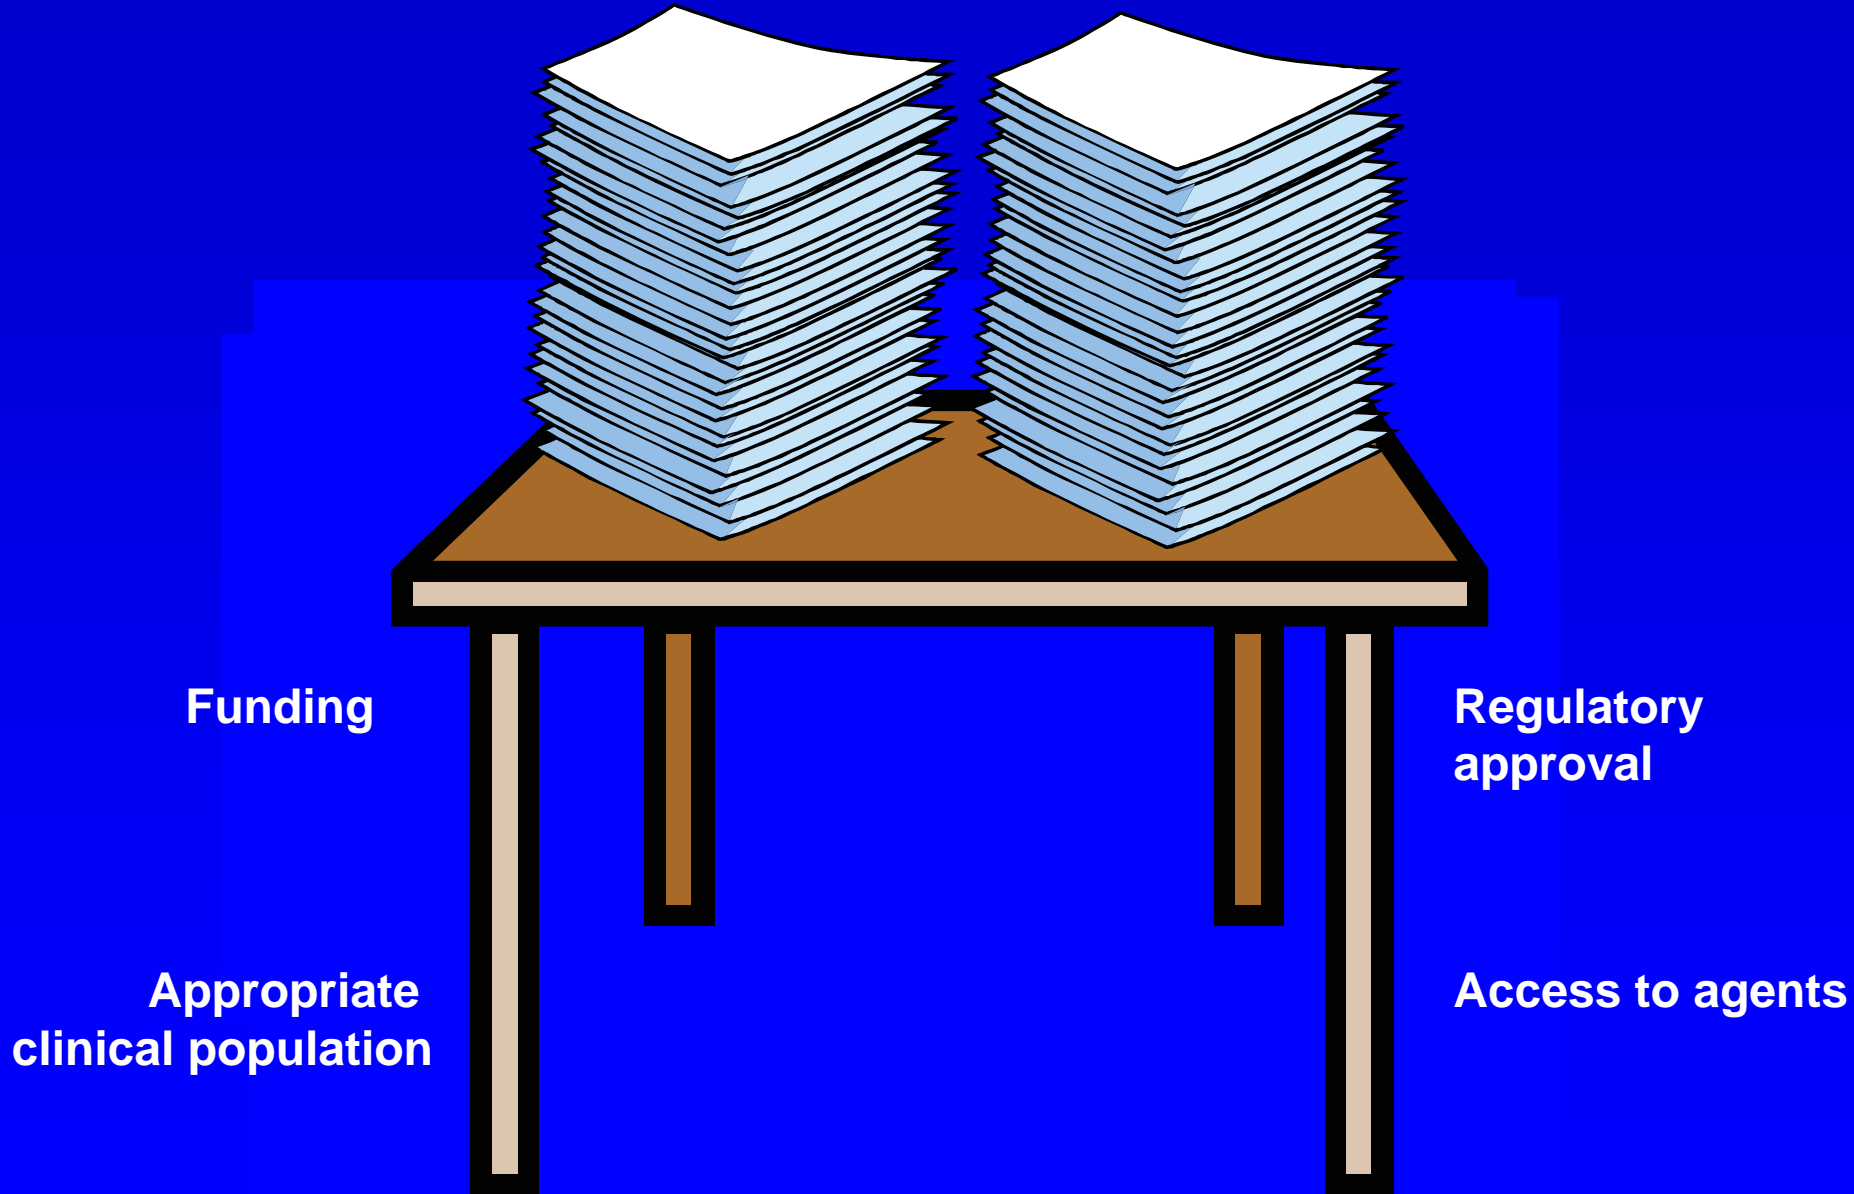 Funding
Regulatory
approval
Appropriate
clinical population
Access to agents